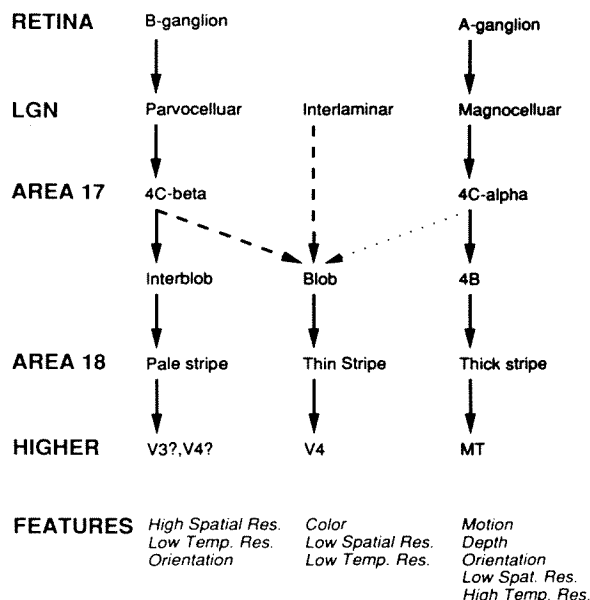 RETINA B-ganglion A-ganglion
LGN Parvocelluar Interlaminar Magnocelluar
AREA 17 4C-beta 4C-alpha
Interblob Blob 4B
AREA 18 Pale stripe Thin Stripe Thick stripe
HIGHER V3?,V4? V4 MT
FEATURES High Spatial Res. Color Motion
Low Temp. Res. Low Spatial Res. Depth
Orientation Low Temp. Res. Orientation
Low Spat. Res.
High Temp. Res.